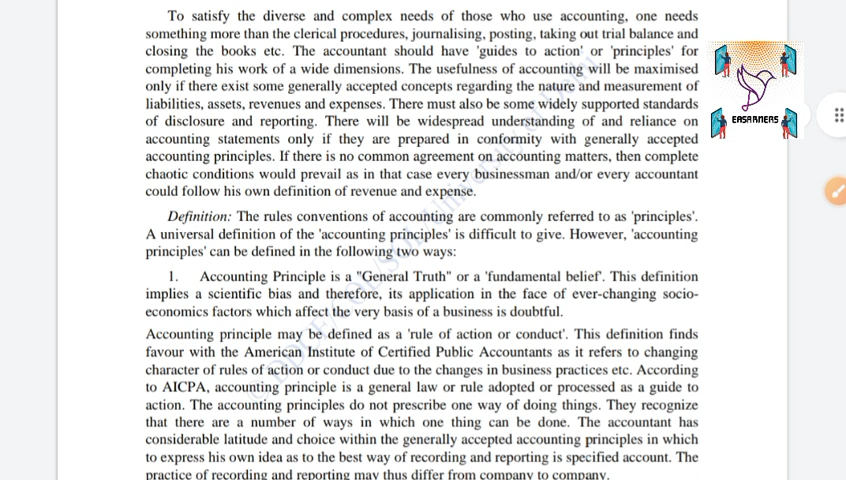 To satisfy the diverse and complex needs of those who use accounting, one needs
something more than the clerical procedures, journalising, posting, taking out trial balance and
closing the books etc. The accountant should have 'guides to action' or 'principles' for
completing his work of a wide dimensions. The usefulness of accounting will be maximised
only if there exist some generally accepted concepts regarding the nature and measurement of
liabilities, assets, revenues and expenses. There must also be some widely supported standards
of disclosure and reporting. There will be widespread understanding of and reliance on
accounting statements only if they are prepared in conformity with generally accepted
accounting principles. If there is no common agreement on accounting matters, then complete
chaotic conditions would prevail as in that case every businessman and/or every accountant
could follow his own definition of revenue and expense.
Definition: The rules conventions of accounting are commonly referred to as 'principles'.
A universal definition of the 'accounting principles' is difficult to give. However, 'accounting
principles' can be defined in the following two ways:
1. Accounting Principle is a "General Truth" or a 'fundamental belief'. This definition
implies a scientific bias and therefore, its application in the face of ever-changing socio-
economics factors which affect the very basis of a business is doubtful.
Accounting principle may be defined as a 'rule of action or conduct'. This definition finds
favour with the American Institute of Certified Public Accountants as it refers to changing
character of rules of action or conduct due to the changes in business practices etc. According
to AICPA, accounting principle is a general law or rule adopted or processed as a guide to
action. The accounting principles do not prescribe one way of doing things. They recognize
that there are a number of ways in which one thing can be done. The accountant has
considerable latitude and choice within the generally accepted accounting principles in which
to express his own idea as to the best way of recording and reporting is specified account. The
practice of recording and reporting may thus differ from company to company.